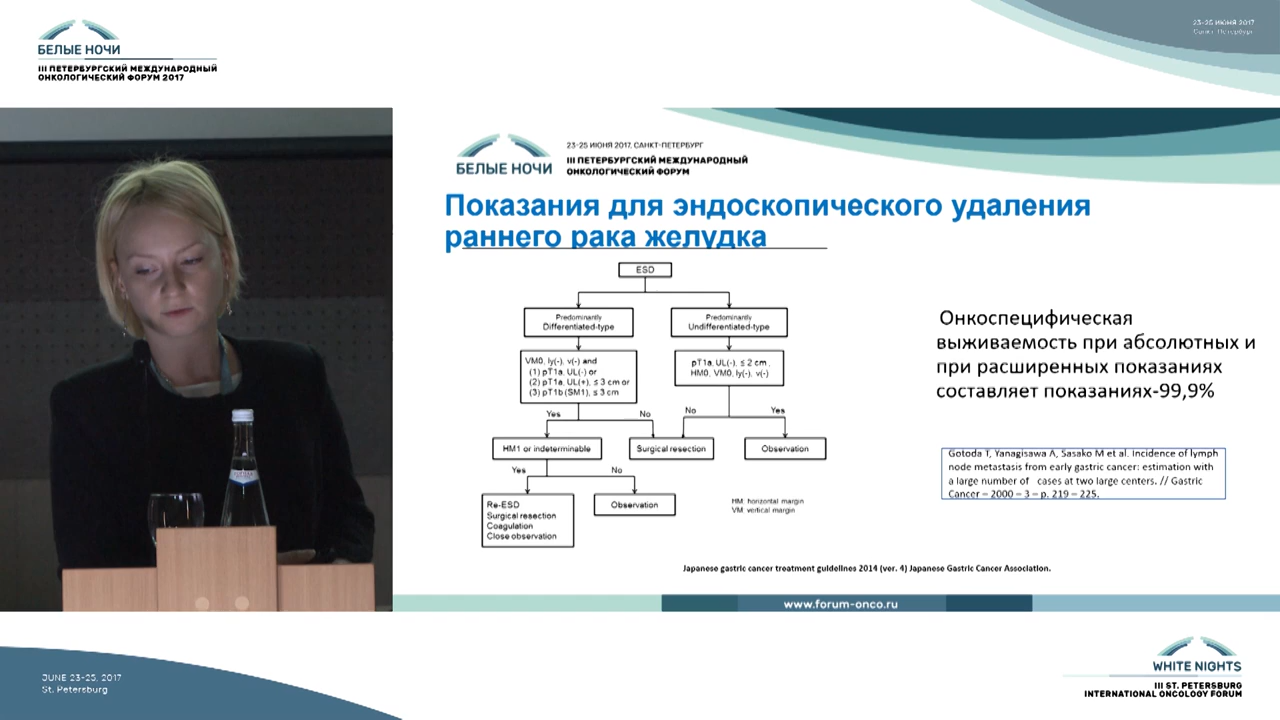 БЕЛЫЕ НОЧИ
III ПЕТЕРБУРГСКИЙ МЕЖДУНАРОДНЫЙ
ОНКОЛОГИЧЕСКИЙ ФОРУМ 2017
23-25 ИЮНЯ 2017
Санкт-Петербург
БЕЛЫЕ НОЧИ
23-25 ИЮНЯ 2017, САНКТ-ПЕТЕРБУРГ
III ПЕТЕРБУРГСКИЙ МЕЖДУНАРОДНЫЙ
ОНКОЛОГИЧЕСКИЙ ФОРУМ
Показания для эндоскопического удаления
раннего рака желудка
ESD
Predominantly
Differentiated-type
Predominantly
Undifferentiated-type
VM0, ly(-), v(-) and
(1) pT1a, UL(-) or
(2) pT1a, UL(+), ≤ 3 cm or
(3) pT1b (SM1), ≤ 3 cm
pT1a, UL(-), ≤ 2 cm,
HM0, VM0, ly(-), v(-)
Yes
No
No
Yes
HM1 or indeterminable
Surgical resection
Observation
Yes
No
Re-ESD
Surgical resection
Coagulation
Close observation
Observation
HM: horizontal margin
VM: vertical margin
Онкоспецифическая
выживаемость при абсолютных и
при расширенных показаниях
составляет показаниях-99,9%
Gotoda T, Yanagisawa A, Sasako M et al. Incidence of lymph
node metastasis from early gastric cancer: estimation with
a large number of cases at two large centers. // Gastric
Cancer – 2000 – 3 – p. 219 – 225.
Japanese gastric cancer treatment guidelines 2014 (ver. 4) Japanese Gastric Cancer Association.
www.forum-onco.ru
JUNE 23-25, 2017
St. Petersburg
WHITE NIGHTS
III ST. PETERSBURG
INTERNATIONAL ONCOLOGY FORUM